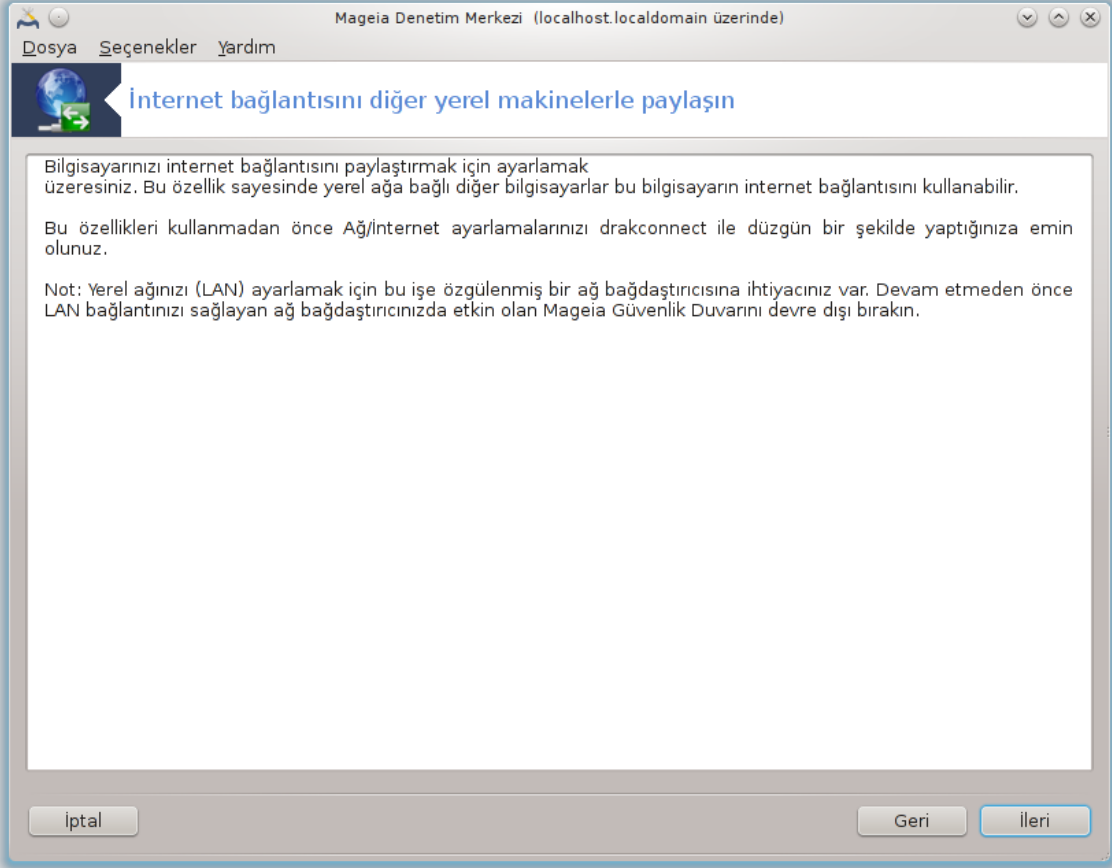 Mageia Denetim Merkezi (localhost.localdomain üzerinde)
Dosya Seçenekler Yardım
İnternet bağlantısını diğer yerel makinelerle paylaşın
Bilgisayarınızı internet bağlantısını paylaştırmak için ayarlamak
üzeresiniz. Bu özellik sayesinde yerel ağa bağlı diğer bilgisayarlar bu bilgisayarın internet bağlantısını kullanabilir.
Bu özellikleri kullanmadan önce Ağ/İnternet ayarlamalarınızı drakconnect ile düzgün bir şekilde yaptığınıza emin
olunuz.
Not: Yerel ağınızı (LAN) ayarlamak için bu işe özgülenmiş bir ağ bağdaştırıcısına ihtiyacınız var. Devam etmeden önce
LAN bağlantınızı sağlayan ağ bağdaştırıcınızda etkin olan Mageia Güvenlik Duvarını devre dışı bırakın.
İptal Geri İleri